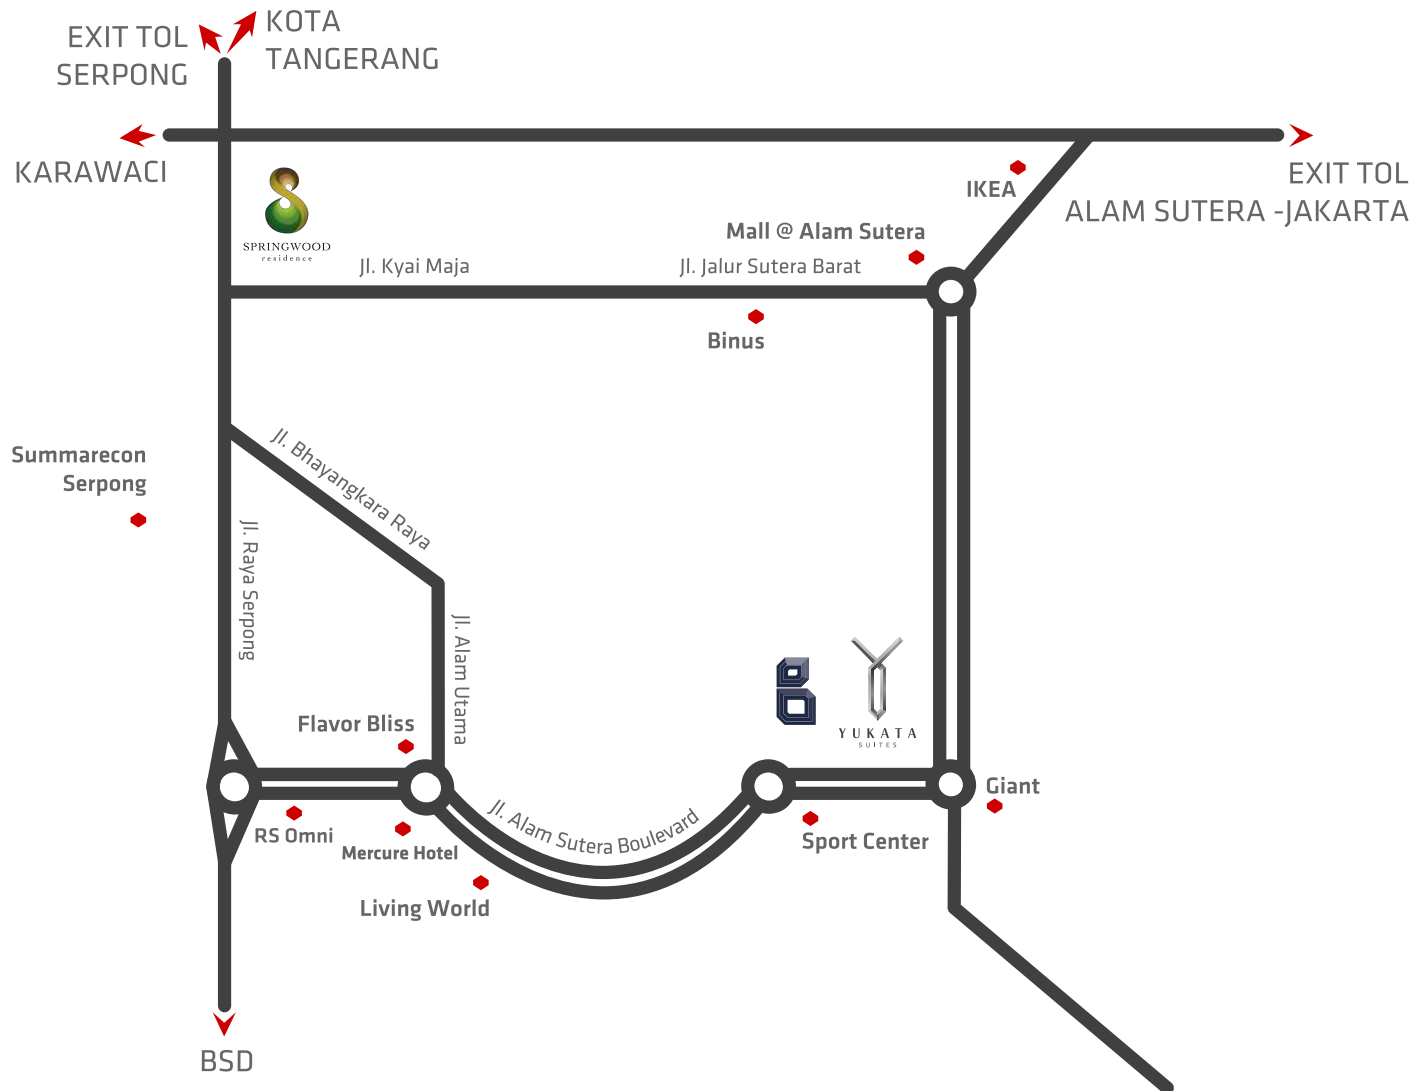 EXIT TOL
SERPONG
KOTA
TANGERANG
KARAWACI
EXIT TOL
ALAM SUTERA -JAKARTA
SPRINGWOOD
residence
IKEA
Mall @ Alam Sutera
Jl. Kyai Maja
Jl. Jalur Sutera Barat
Binus
Summarecon
Serpong
Jl. Bhayangkara Raya
Jl. Raya Serpong
Jl. Alam Utama
YUKATA
SUITES
Flavor Bliss
Giant
RS Omni
Mercure Hotel
Jl. Alam Sutera Boulevard
Sport Center
Living World
BSD